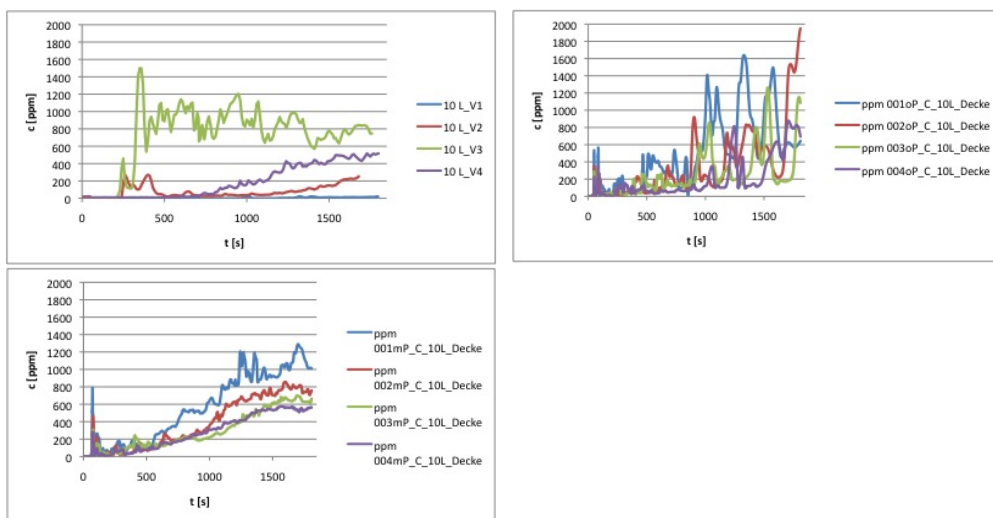 2000
1800
1600
1400
1200
1000
800
600
400
200
0
c [ppm]
0 500 1000 1500
t [s]
10 L_V1
10 L_V2
10 L_V3
10 L_V4
2000
1800
1600
1400
1200
1000
800
600
400
200
0
c [ppm]
0 500 1000 1500
t [s]
ppm 001oP_C_10L_Decke
ppm 002oP_C_10L_Decke
ppm 003oP_C_10L_Decke
ppm 004oP_C_10L_Decke
2000
1800
1600
1400
1200
1000
800
600
400
200
0
c [ppm]
0 500 1000 1500
t [s]
ppm
001mP_C_10L_Decke
ppm
002mP_C_10L_Decke
ppm
003mP_C_10L_Decke
ppm
004mP_C_10L_Decke